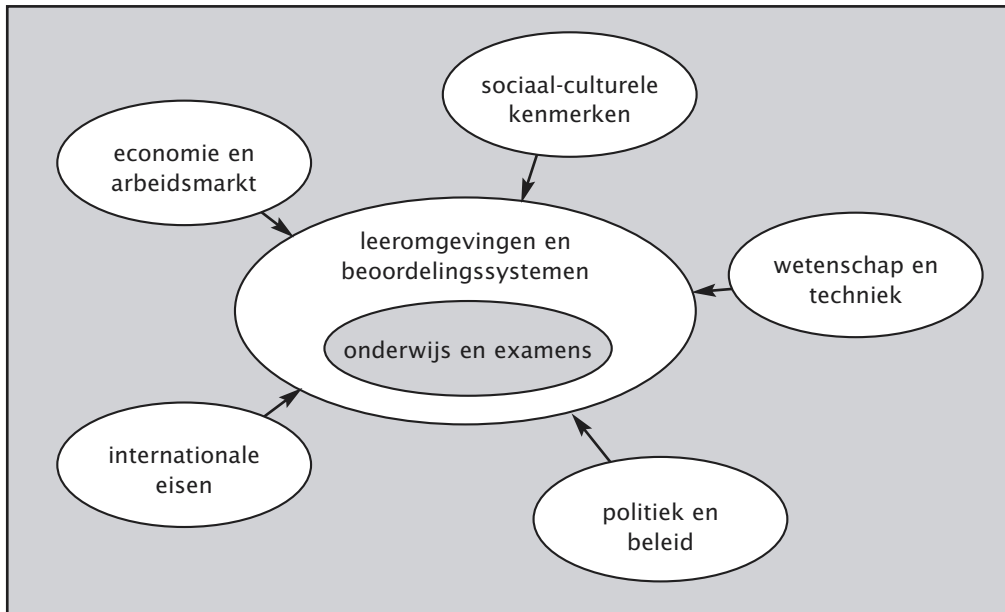 sociaal-culturele
kenmerken
economie en
arbeidsmarkt
leeromgevingen en
beoordelingssystemen
wetenschap en
techniek
onderwijs en examens
internationale
eisen
politiek en
beleid